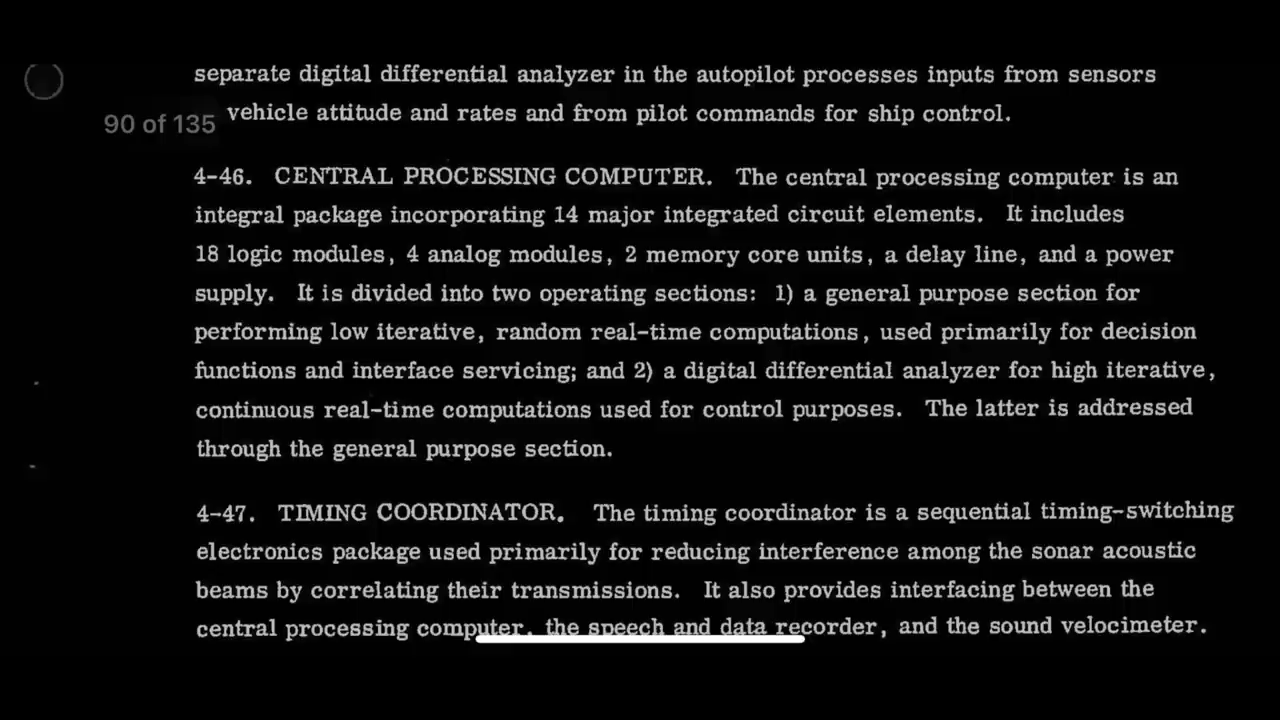 separate digital differential analyzer in the autopilot processes inputs from sensors
90 of 135
vehicle attitude and rates and from pilot commands for ship control.
4-46. CENTRAL PROCESSING COMPUTER. The central processing computer is an
integral package incorporating 14 major integrated circuit elements. It includes
18 logic modules, 4 analog modules, 2 memory core units, a delay line, and a power
supply. It is divided into two operating sections: 1) a general purpose section for
performing low iterative, random real-time computations, used primarily for decision
functions and interface servicing; and 2) a digital differential analyzer for high iterative,
continuous real-time computations used for control purposes. The latter is addressed
through the general purpose section.
4-47. TIMING COORDINATOR. The timing coordinator is a sequential timing-switching
electronics package used primarily for reducing interference among the sonar acoustic
beams by correlating their transmissions. It also provides interfacing between the
central processing computer, the speech and data recorder, and the sound velocimeter.